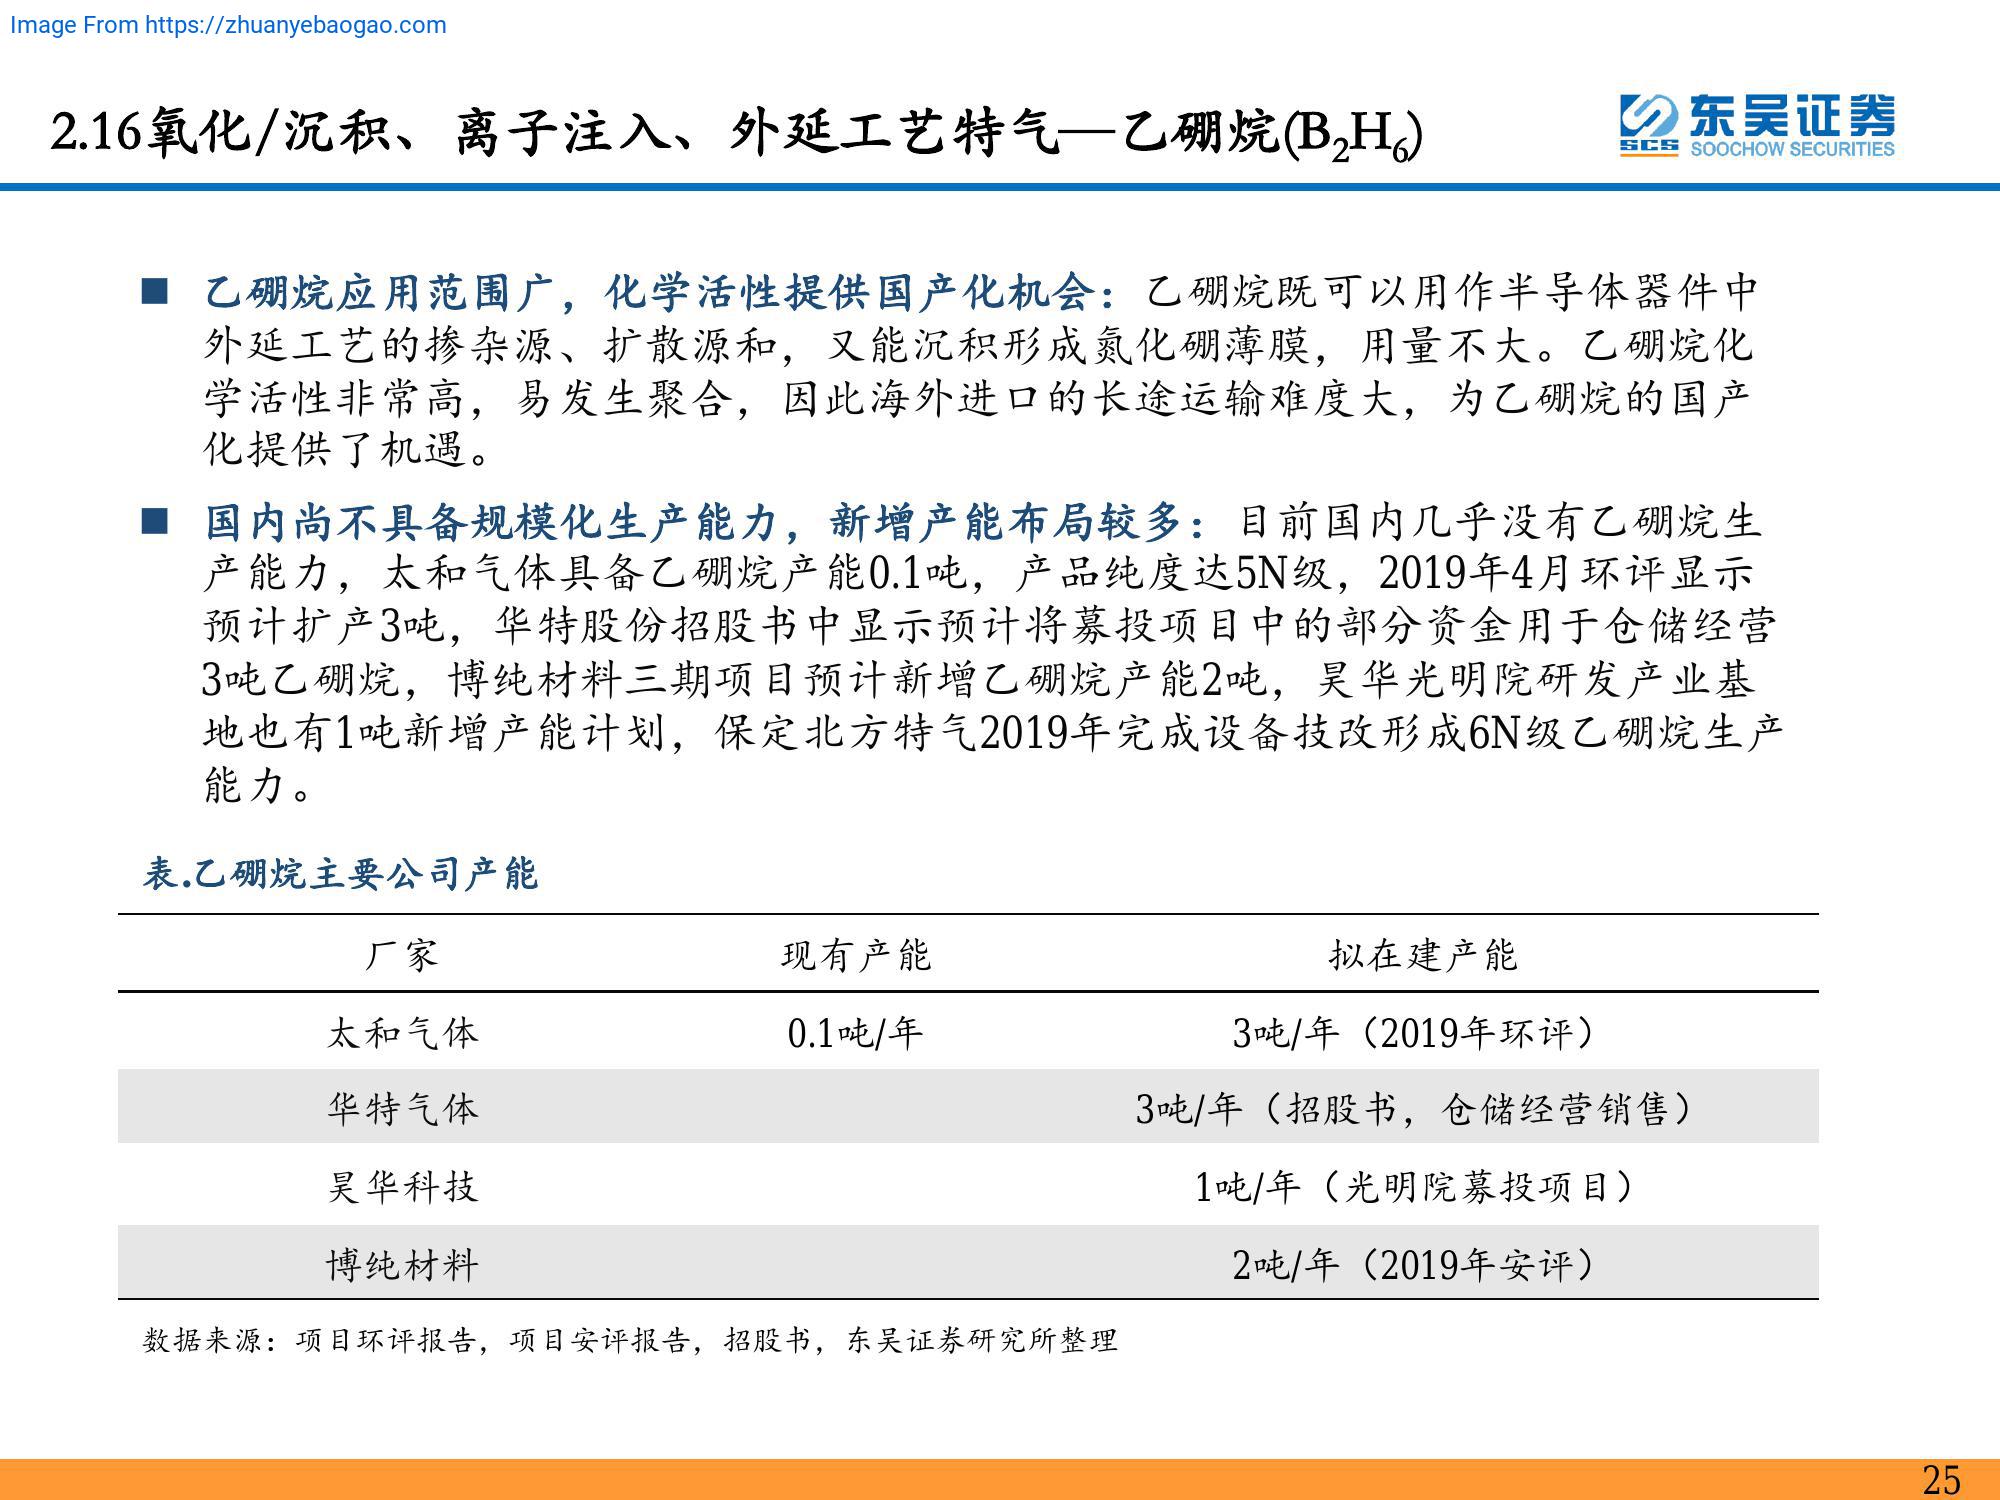 Image From https://zhuanyebaogao.com
2.16氧化/沉积、离子注入、外延工艺特气—乙硼烷(B₂H₆)
东吴证券
SCS SOOCHOW SECURITIES
■ 乙硼烷应用范围广，化学活性提供国产化机会：乙硼烷既可以用作半导体器件中
外延工艺的掺杂源、扩散源和，又能沉积形成氮化硼薄膜，用量不大。乙硼烷化
学活性非常高，易发生聚合，因此海外进口的长途运输难度大，为乙硼烷的国产
化提供了机遇。
■ 国内尚不具备规模化生产能力，新增产能布局较多：目前国内几乎没有乙硼烷生
产能力，太和气体具备乙硼烷产能0.1吨，产品纯度达5N级，2019年4月环评显示
预计扩产3吨，华特股份招股书中显示预计将募投项目中的部分资金用于仓储经营
3吨乙硼烷，博纯材料三期项目预计新增乙硼烷产能2吨，昊华光明院研发产业基
地也有1吨新增产能计划，保定北方特气2019年完成设备技改形成6N级乙硼烷生产
能力。
表.乙硼烷主要公司产能
厂家 现有产能 拟在建产能
太和气体 0.1吨/年 3吨/年（2019年环评）
华特气体 3吨/年（招股书，仓储经营销售）
昊华科技 1吨/年（光明院募投项目）
博纯材料 2吨/年（2019年安评）
数据来源：项目环评报告，项目安评报告，招股书，东吴证券研究所整理
25